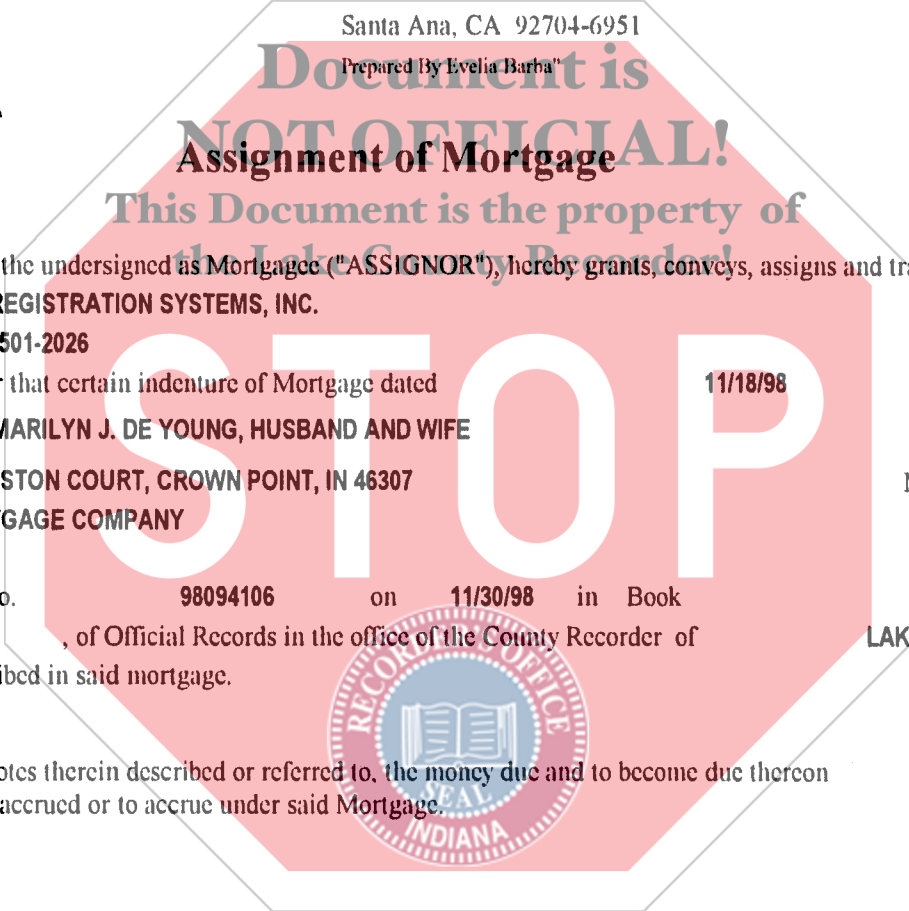 Santa Ana, CA 92704-6951
Prepared By Evelia Barba"
Document is
NOT OFFICIAL!
Assignment of Mortgage
This Document is the property of
the Lake County Recorder!
the undersigned as Mortgagee ("ASSIGNOR"), hereby grants, conveys, assigns and tra
REGISTRATION SYSTEMS, INC.
501-2026
that certain indenture of Mortgage dated 11/18/98
MARILYN J. DE YOUNG, HUSBAND AND WIFE
STON COURT, CROWN POINT, IN 46307
GAGE COMPANY
STOP
o. 98094106 on 11/30/98 in Book
, of Official Records in the office of the County Recorder of LAK
ibed in said mortgage.
RECORDER'S OFFICE
otes therein described or referred to, the money due and to become due thereon
accrued or to accrue under said Mortgage.
SEAL
INDIANA